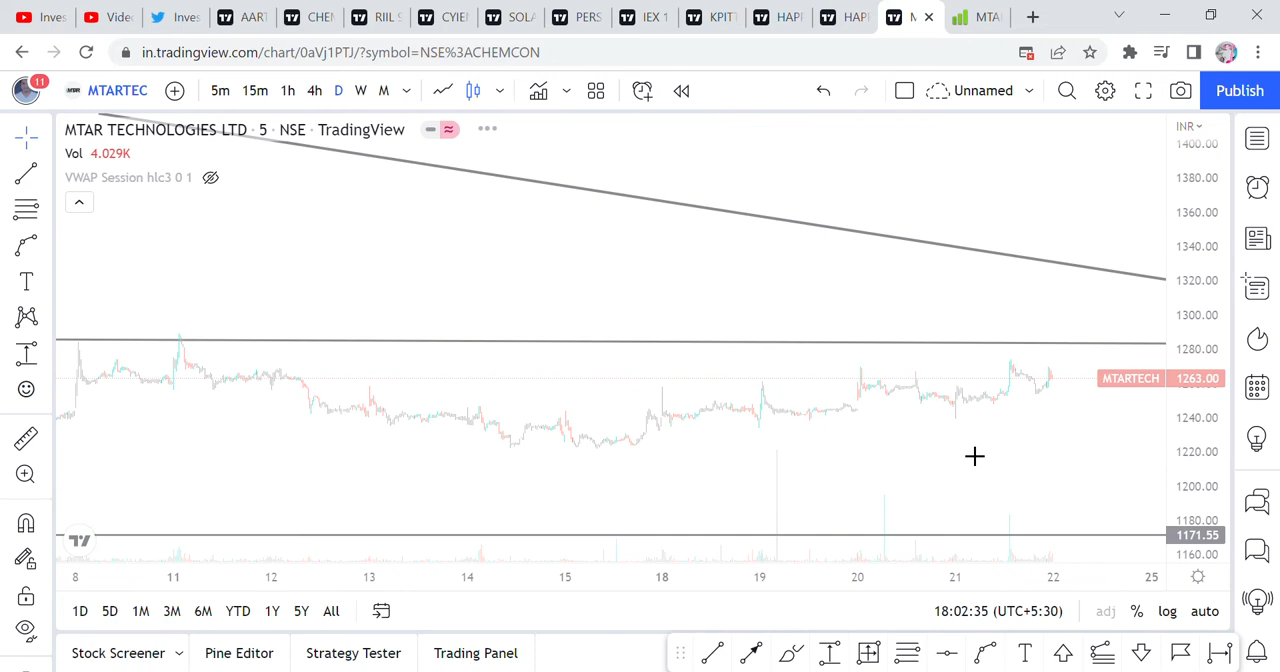 Inves
Vide
Inves
AART
CHEM
RIIL S
CYIEN
SOLA
PERS
IEX 1
KPIT
HAPI
HAPI
M
MTA
in.tradingview.com/chart/0aVj1PTJ/?symbol=NSE%3ACHEMCON
11
MTARTEC
5m 15m 1h 4h D W M
Unnamed
Publish
MTAR TECHNOLOGIES LTD · 5 · NSE · TradingView
Vol 4.029K
VWAP Session hlc3 0 1
INR
1400.00
1380.00
1360.00
1340.00
1320.00
1300.00
1280.00
MTARTECH 1263.00
1240.00
1220.00
1200.00
1180.00
1171.55
1160.00
8 11 12 13 14 15 18 19 20 21 22 25
1D 5D 1M 3M 6M YTD 1Y 5Y All
18:02:35 (UTC+5:30)
adj % log auto
Stock Screener
Pine Editor
Strategy Tester
Trading Panel